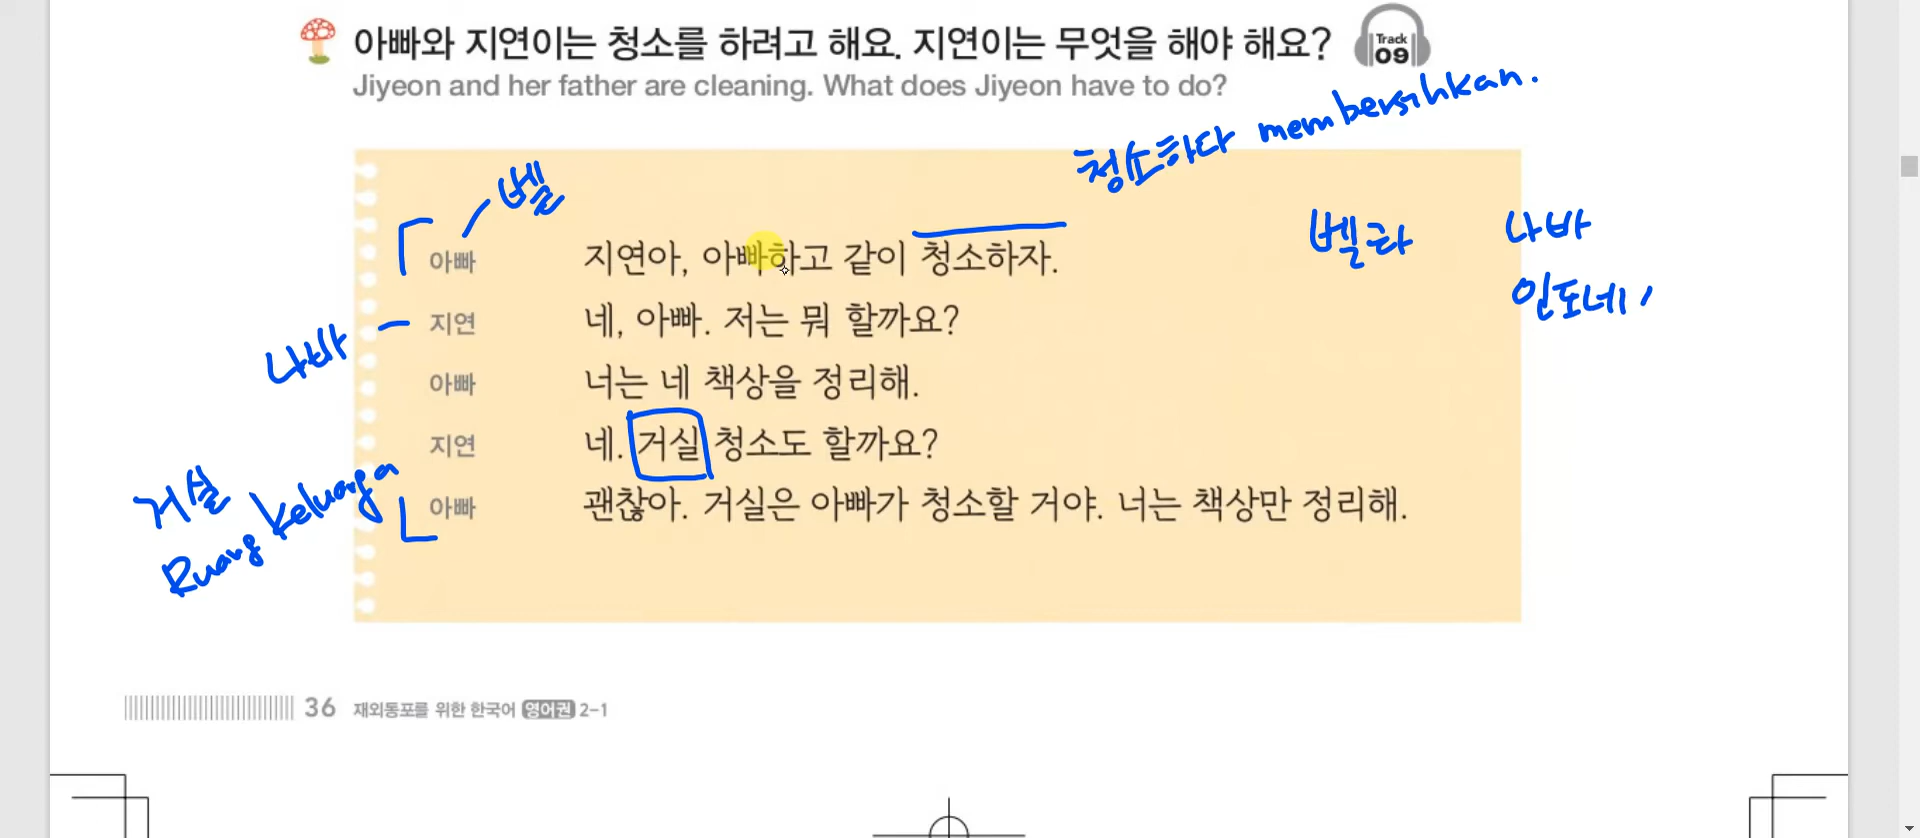 아빠와 지연이는 청소를 하려고 해요. 지연이는 무엇을 해야 해요?
Track
09
Jiyeon and her father are cleaning. What does Jiyeon have to do?
청소하다 membersihkan.
벨
벨라
나바
인도네
아빠 지연아, 아빠하고 같이 청소하자.
나바
지연 네, 아빠. 저는 뭐 할까요?
아빠 너는 네 책상을 정리해.
지연 네. 거실 청소도 할까요?
거실
Ruang keluarga
아빠 괜찮아. 거실은 아빠가 청소할 거야. 너는 책상만 정리해.
36 재외동포를 위한 한국어 영어권 2-1